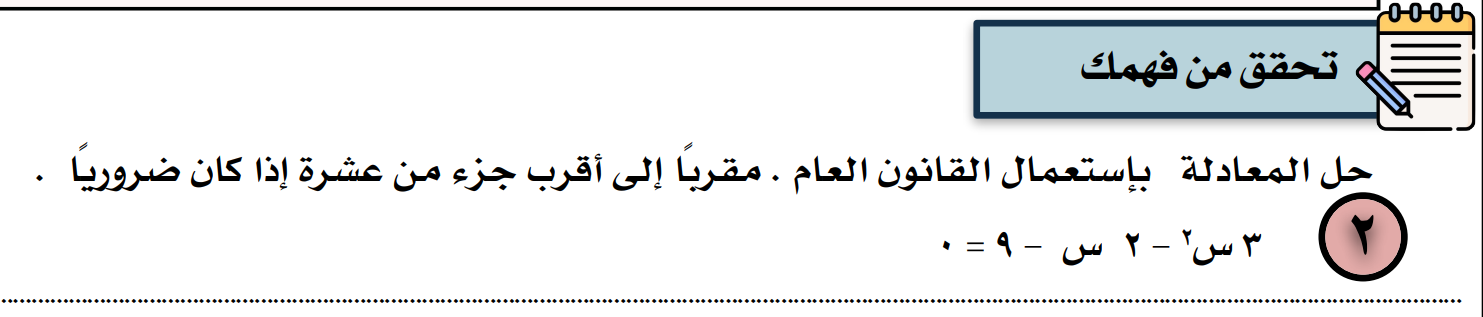 تحقق من فهمك
حل المعادلة بإستعمال القانون العام . مقرباً إلى أقرب جزء من عشرة إذا كان ضرورياً .
٢
٣ س٢ – ٢ س – ٩ = ٠